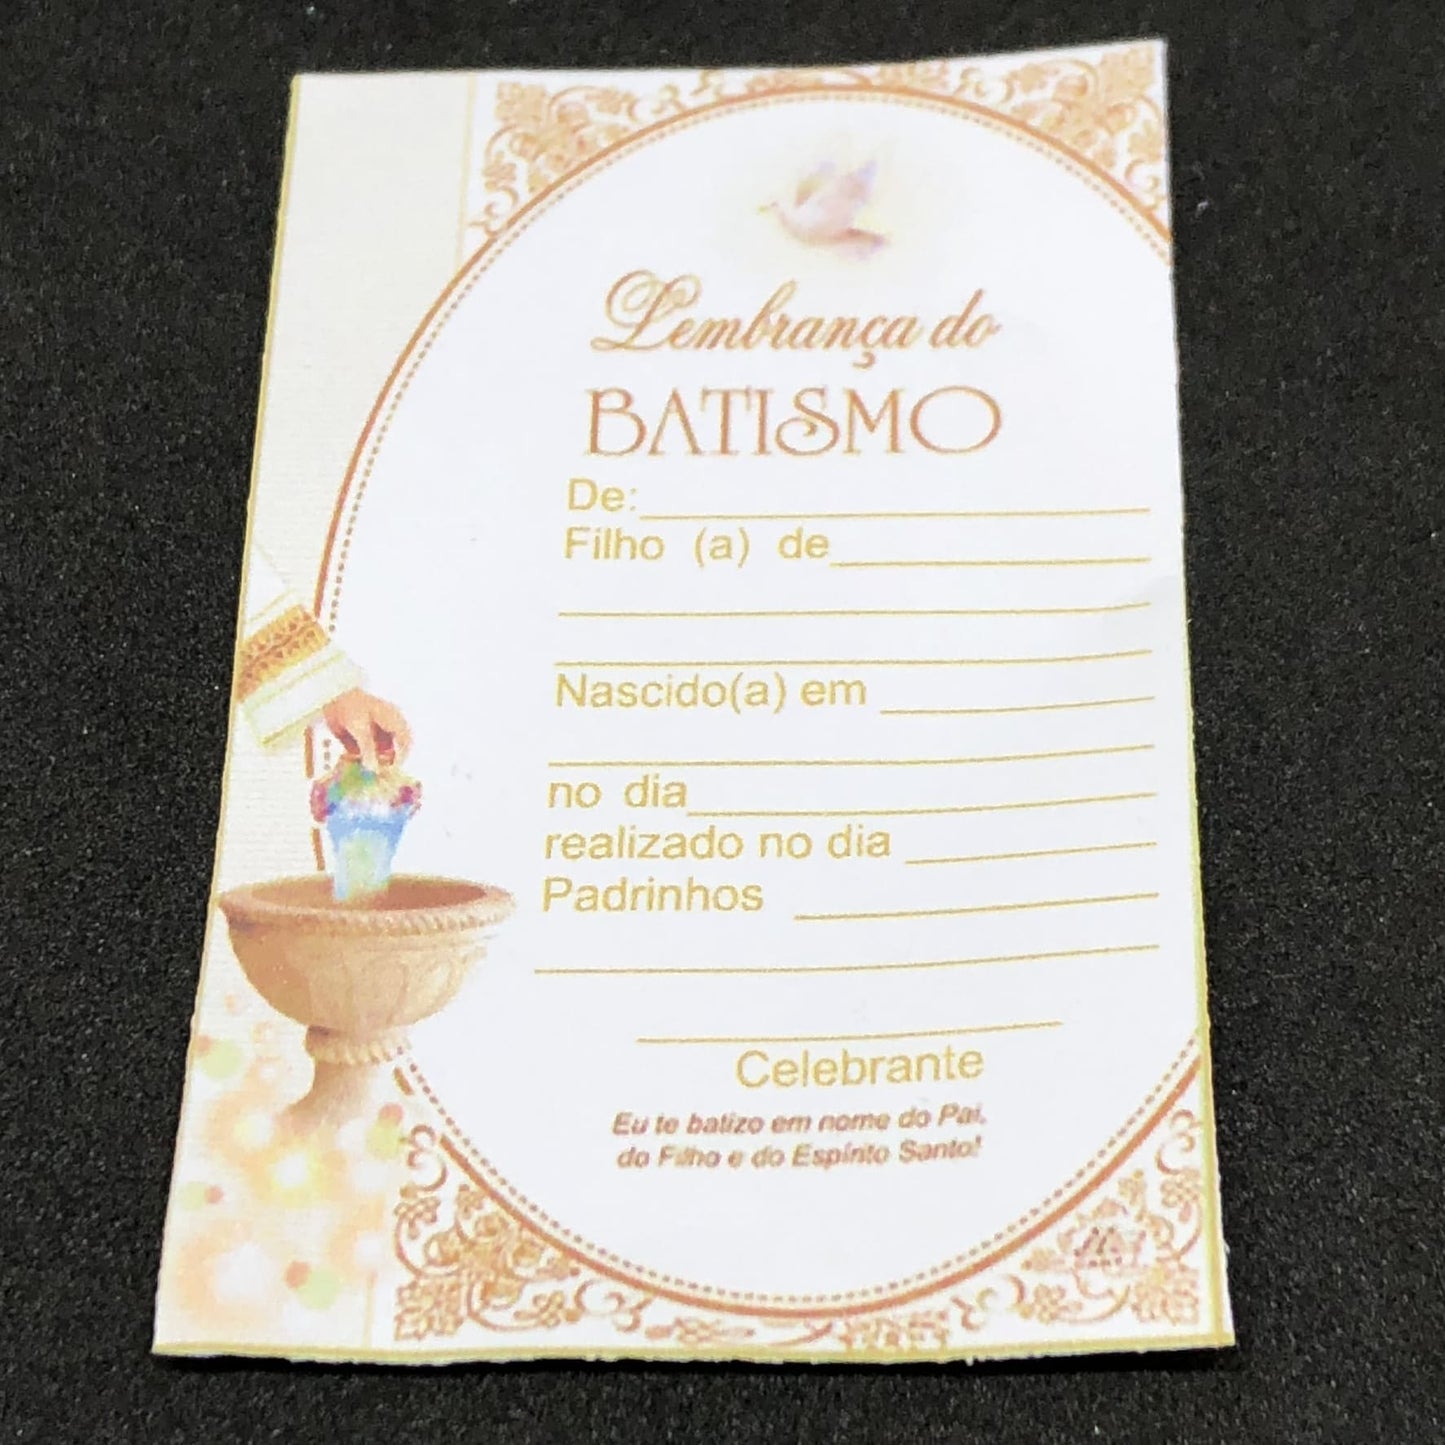 Lembrança do
BATISMO
De:
Filho (a) de
Nascido(a) em
no dia
realizado no dia
Padrinhos
Celebrante
Eu te batizo em nome do Pai,
do Filho e do Espírito Santo!